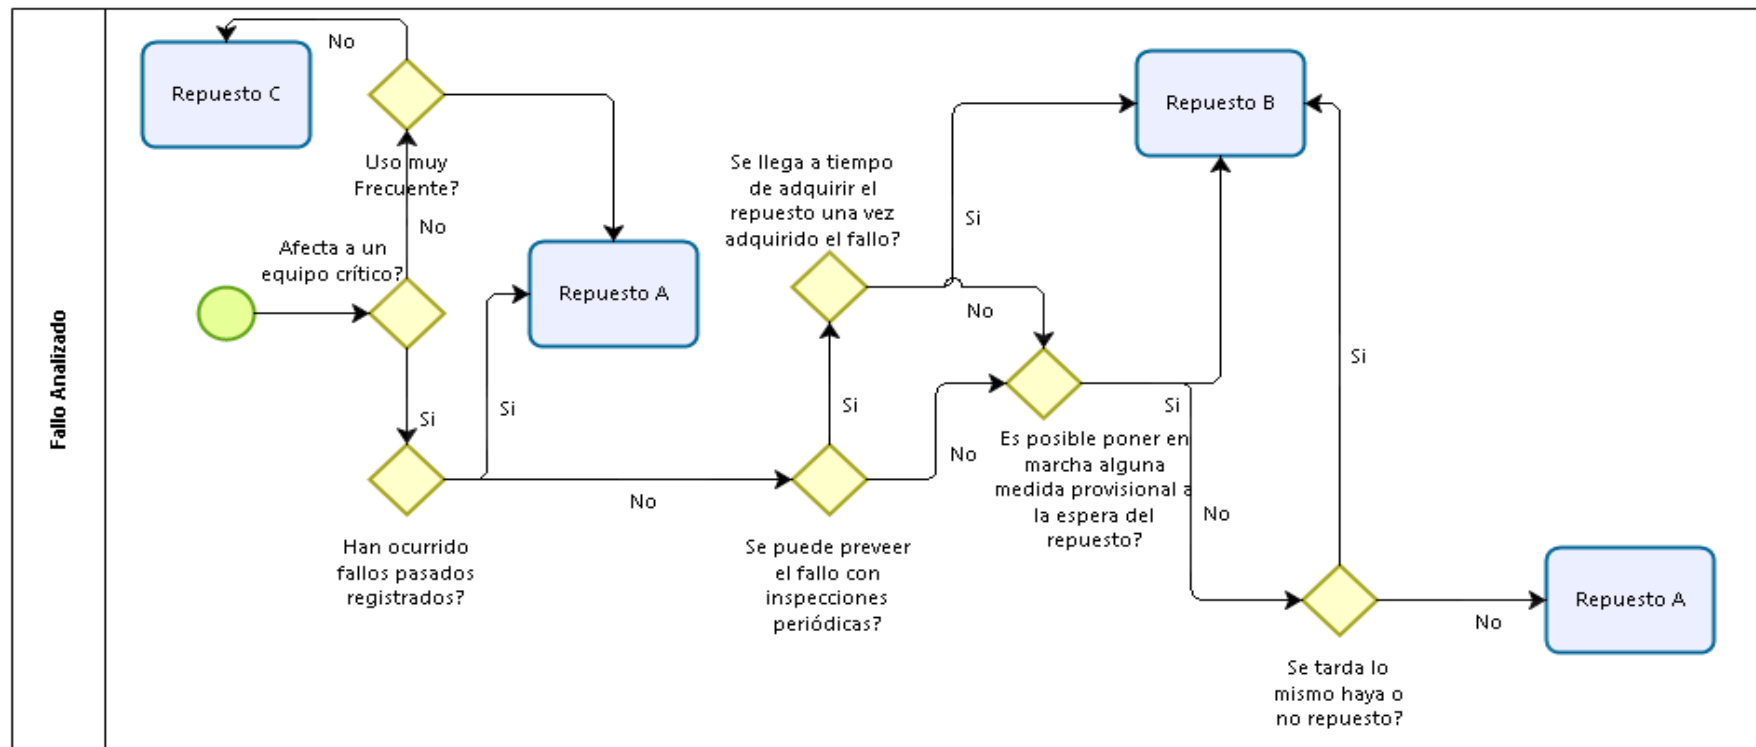 Fallo Analizado
No
Repuesto C
Uso muy
Frecuente?
No
Afecta a un
equipo crítico?
Si
Han ocurrido
fallos pasados
registrados?
Si
Repuesto A
No
Se puede preveer
el fallo con
inspecciones
periódicas?
Si
No
Se llega a tiempo
de adquirir el
repuesto una vez
adquirido el fallo?
Si
No
Repuesto B
Es posible poner en
marcha alguna
medida provisional a
la espera del
repuesto?
Si
No
Si
Se tarda lo
mismo haya o
no repuesto?
No
Repuesto A